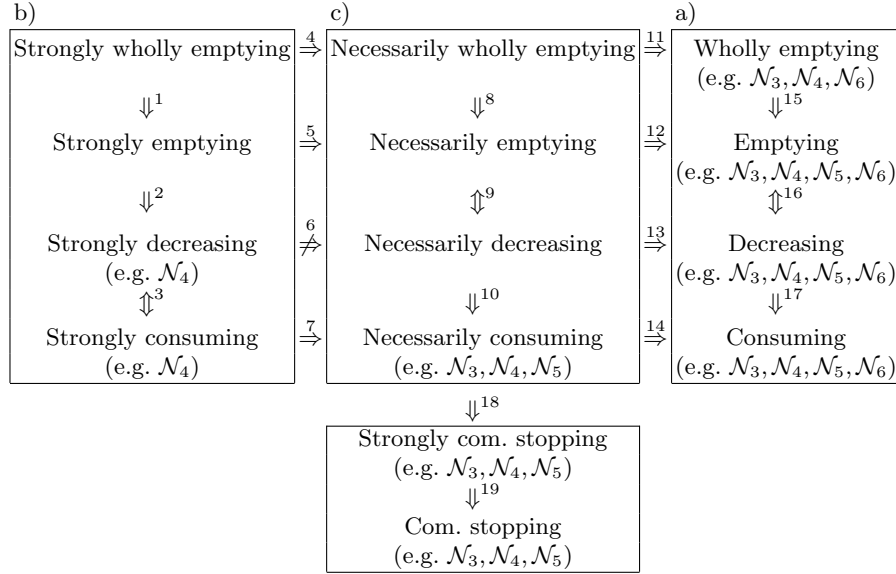 b) c) a)
Strongly wholly emptying ⇒4 Necessarily wholly emptying ⇒11 Wholly emptying
(e.g. 𝒩₃, 𝒩₄, 𝒩₆)
⇓1 ⇓8 ⇓15
Strongly emptying ⇒5 Necessarily emptying ⇒12 Emptying
(e.g. 𝒩₃, 𝒩₄, 𝒩₅, 𝒩₆)
⇓2 ⇕9 ⇕16
Strongly decreasing ⇏6 Necessarily decreasing ⇒13 Decreasing
(e.g. 𝒩₄) (e.g. 𝒩₃, 𝒩₄, 𝒩₅, 𝒩₆)
⇕3 ⇓10 ⇓17
Strongly consuming ⇒7 Necessarily consuming ⇒14 Consuming
(e.g. 𝒩₄) (e.g. 𝒩₃, 𝒩₄, 𝒩₅) (e.g. 𝒩₃, 𝒩₄, 𝒩₅, 𝒩₆)
⇓18
Strongly com. stopping
(e.g. 𝒩₃, 𝒩₄, 𝒩₅)
⇓19
Com. stopping
(e.g. 𝒩₃, 𝒩₄, 𝒩₅)